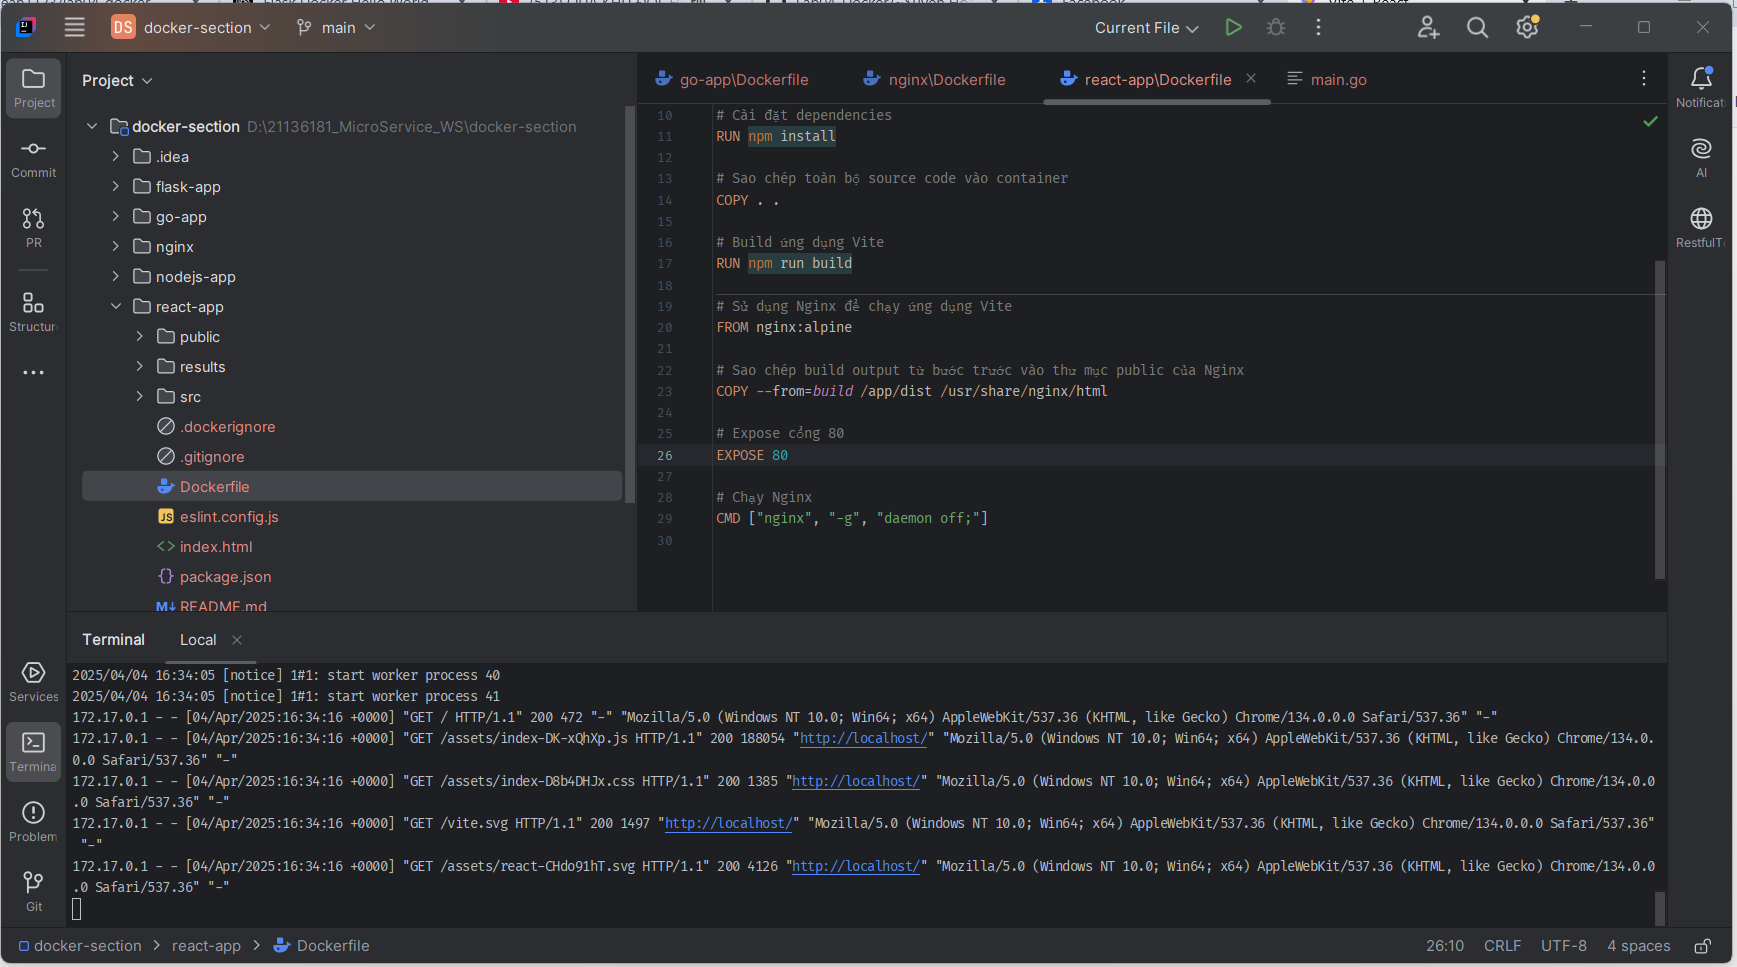 DS docker-section main Current File
Project
Commit
PR
Structur
Project
docker-section D:\21136181_MicroService_WS\docker-section
.idea
flask-app
go-app
nginx
nodejs-app
react-app
public
results
src
.dockerignore
.gitignore
Dockerfile
JS eslint.config.js
<> index.html
{} package.json
M↓ README.md
go-app\Dockerfile nginx\Dockerfile react-app\Dockerfile main.go
10 # Cài đặt dependencies
11 RUN npm install
12
13 # Sao chép toàn bộ source code vào container
14 COPY . .
15
16 # Build ứng dụng Vite
17 RUN npm run build
18
19 # Sử dụng Nginx để chạy ứng dụng Vite
20 FROM nginx:alpine
21
22 # Sao chép build output từ bước trước vào thư mục public của Nginx
23 COPY --from=build /app/dist /usr/share/nginx/html
24
25 # Expose cổng 80
26 EXPOSE 80
27
28 # Chạy Nginx
29 CMD ["nginx", "-g", "daemon off;"]
30
Notificat
AI
RestfulT
Services
Termina
Problem
Git
Terminal Local
2025/04/04 16:34:05 [notice] 1#1: start worker process 40
2025/04/04 16:34:05 [notice] 1#1: start worker process 41
172.17.0.1 - - [04/Apr/2025:16:34:16 +0000] "GET / HTTP/1.1" 200 472 "-" "Mozilla/5.0 (Windows NT 10.0; Win64; x64) AppleWebKit/537.36 (KHTML, like Gecko) Chrome/134.0.0.0 Safari/537.36" "-"
172.17.0.1 - - [04/Apr/2025:16:34:16 +0000] "GET /assets/index-DK-xQhXp.js HTTP/1.1" 200 188054 "http://localhost/" "Mozilla/5.0 (Windows NT 10.0; Win64; x64) AppleWebKit/537.36 (KHTML, like Gecko) Chrome/134.0.
0.0 Safari/537.36" "-"
172.17.0.1 - - [04/Apr/2025:16:34:16 +0000] "GET /assets/index-D8b4DHJx.css HTTP/1.1" 200 1385 "http://localhost/" "Mozilla/5.0 (Windows NT 10.0; Win64; x64) AppleWebKit/537.36 (KHTML, like Gecko) Chrome/134.0.0
.0 Safari/537.36" "-"
172.17.0.1 - - [04/Apr/2025:16:34:16 +0000] "GET /vite.svg HTTP/1.1" 200 1497 "http://localhost/" "Mozilla/5.0 (Windows NT 10.0; Win64; x64) AppleWebKit/537.36 (KHTML, like Gecko) Chrome/134.0.0.0 Safari/537.36"
"-"
172.17.0.1 - - [04/Apr/2025:16:34:16 +0000] "GET /assets/react-CHdo91hT.svg HTTP/1.1" 200 4126 "http://localhost/" "Mozilla/5.0 (Windows NT 10.0; Win64; x64) AppleWebKit/537.36 (KHTML, like Gecko) Chrome/134.0.0
.0 Safari/537.36" "-"
docker-section > react-app > Dockerfile 26:10 CRLF UTF-8 4 spaces